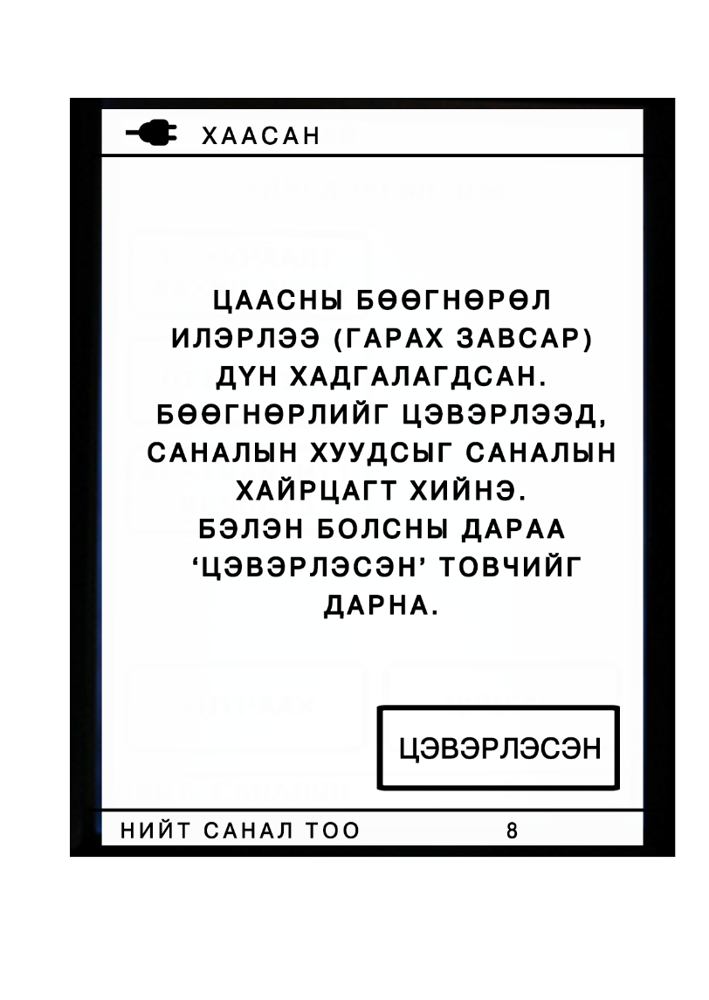 ХААСАН
ЦААСНЫ БӨӨГНӨРӨЛ
ИЛЭРЛЭЭ (ГАРАХ ЗАВСАР)
ДҮН ХАДГАЛАГДСАН.
БӨӨГНӨРЛИЙГ ЦЭВЭРЛЭЭД,
САНАЛЫН ХУУДСЫГ САНАЛЫН
ХАЙРЦАГТ ХИЙНЭ.
БЭЛЭН БОЛСНЫ ДАРАА
‘ЦЭВЭРЛЭСЭН’ ТОВЧИЙГ
ДАРНА.
ЦЭВЭРЛЭСЭН
НИЙТ САНАЛ ТОО 8